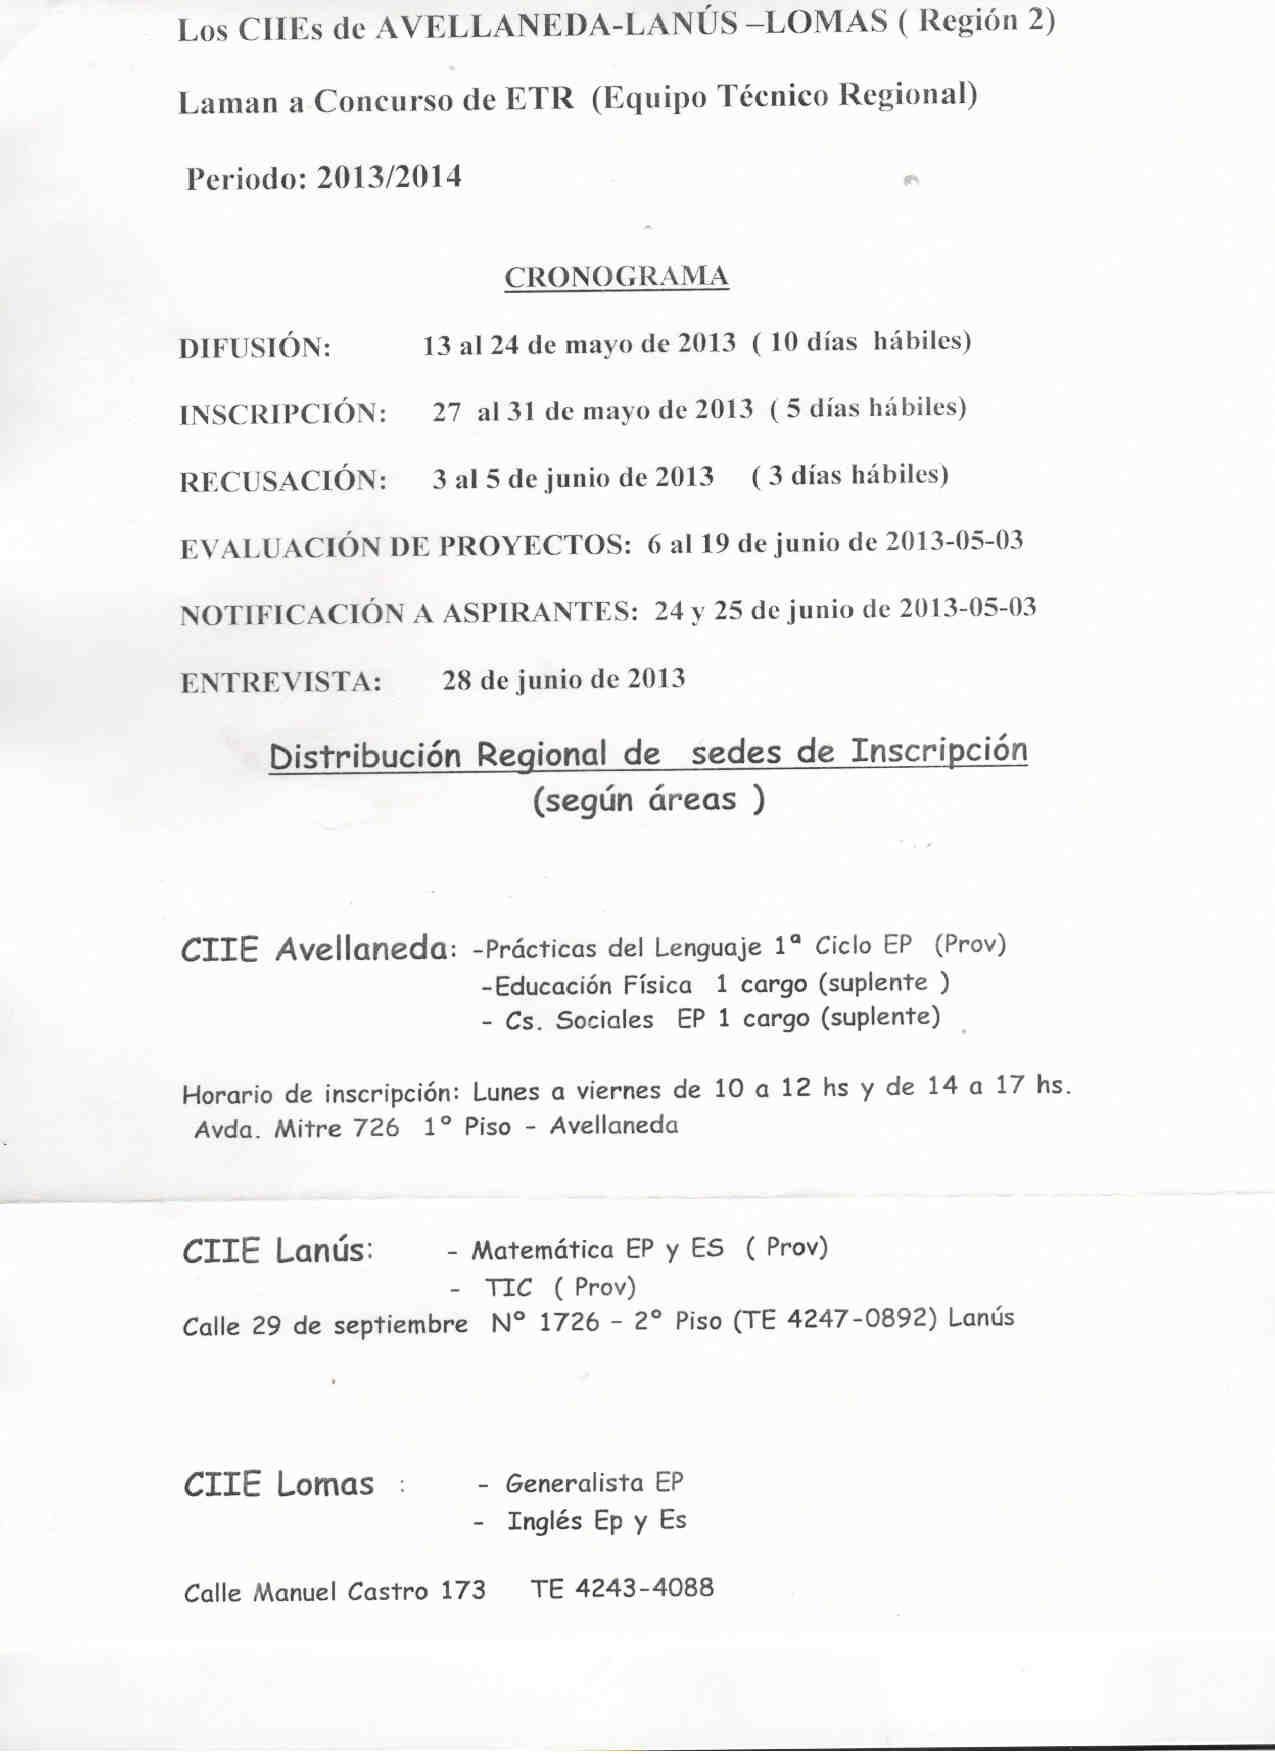 Los CIIEs de AVELLANEDA-LANÚS –LOMAS ( Región 2)
Laman a Concurso de ETR (Equipo Técnico Regional)
Periodo: 2013/2014
CRONOGRAMA
DIFUSIÓN: 13 al 24 de mayo de 2013 ( 10 días hábiles)
INSCRIPCIÓN: 27 al 31 de mayo de 2013 ( 5 días hábiles)
RECUSACIÓN: 3 al 5 de junio de 2013 ( 3 días hábiles)
EVALUACIÓN DE PROYECTOS: 6 al 19 de junio de 2013-05-03
NOTIFICACIÓN A ASPIRANTES: 24 y 25 de junio de 2013-05-03
ENTREVISTA: 28 de junio de 2013
Distribución Regional de sedes de Inscripción
(según áreas )
CIIE Avellaneda: -Prácticas del Lenguaje 1ª Ciclo EP (Prov)
-Educación Física 1 cargo (suplente )
- Cs. Sociales EP 1 cargo (suplente)
Horario de inscripción: Lunes a viernes de 10 a 12 hs y de 14 a 17 hs.
Avda. Mitre 726 1º Piso - Avellaneda
CIIE Lanús: - Matemática EP y ES ( Prov)
- TIC ( Prov)
Calle 29 de septiembre Nº 1726 - 2º Piso (TE 4247-0892) Lanús
CIIE Lomas : - Generalista EP
- Inglés Ep y Es
Calle Manuel Castro 173 TE 4243-4088